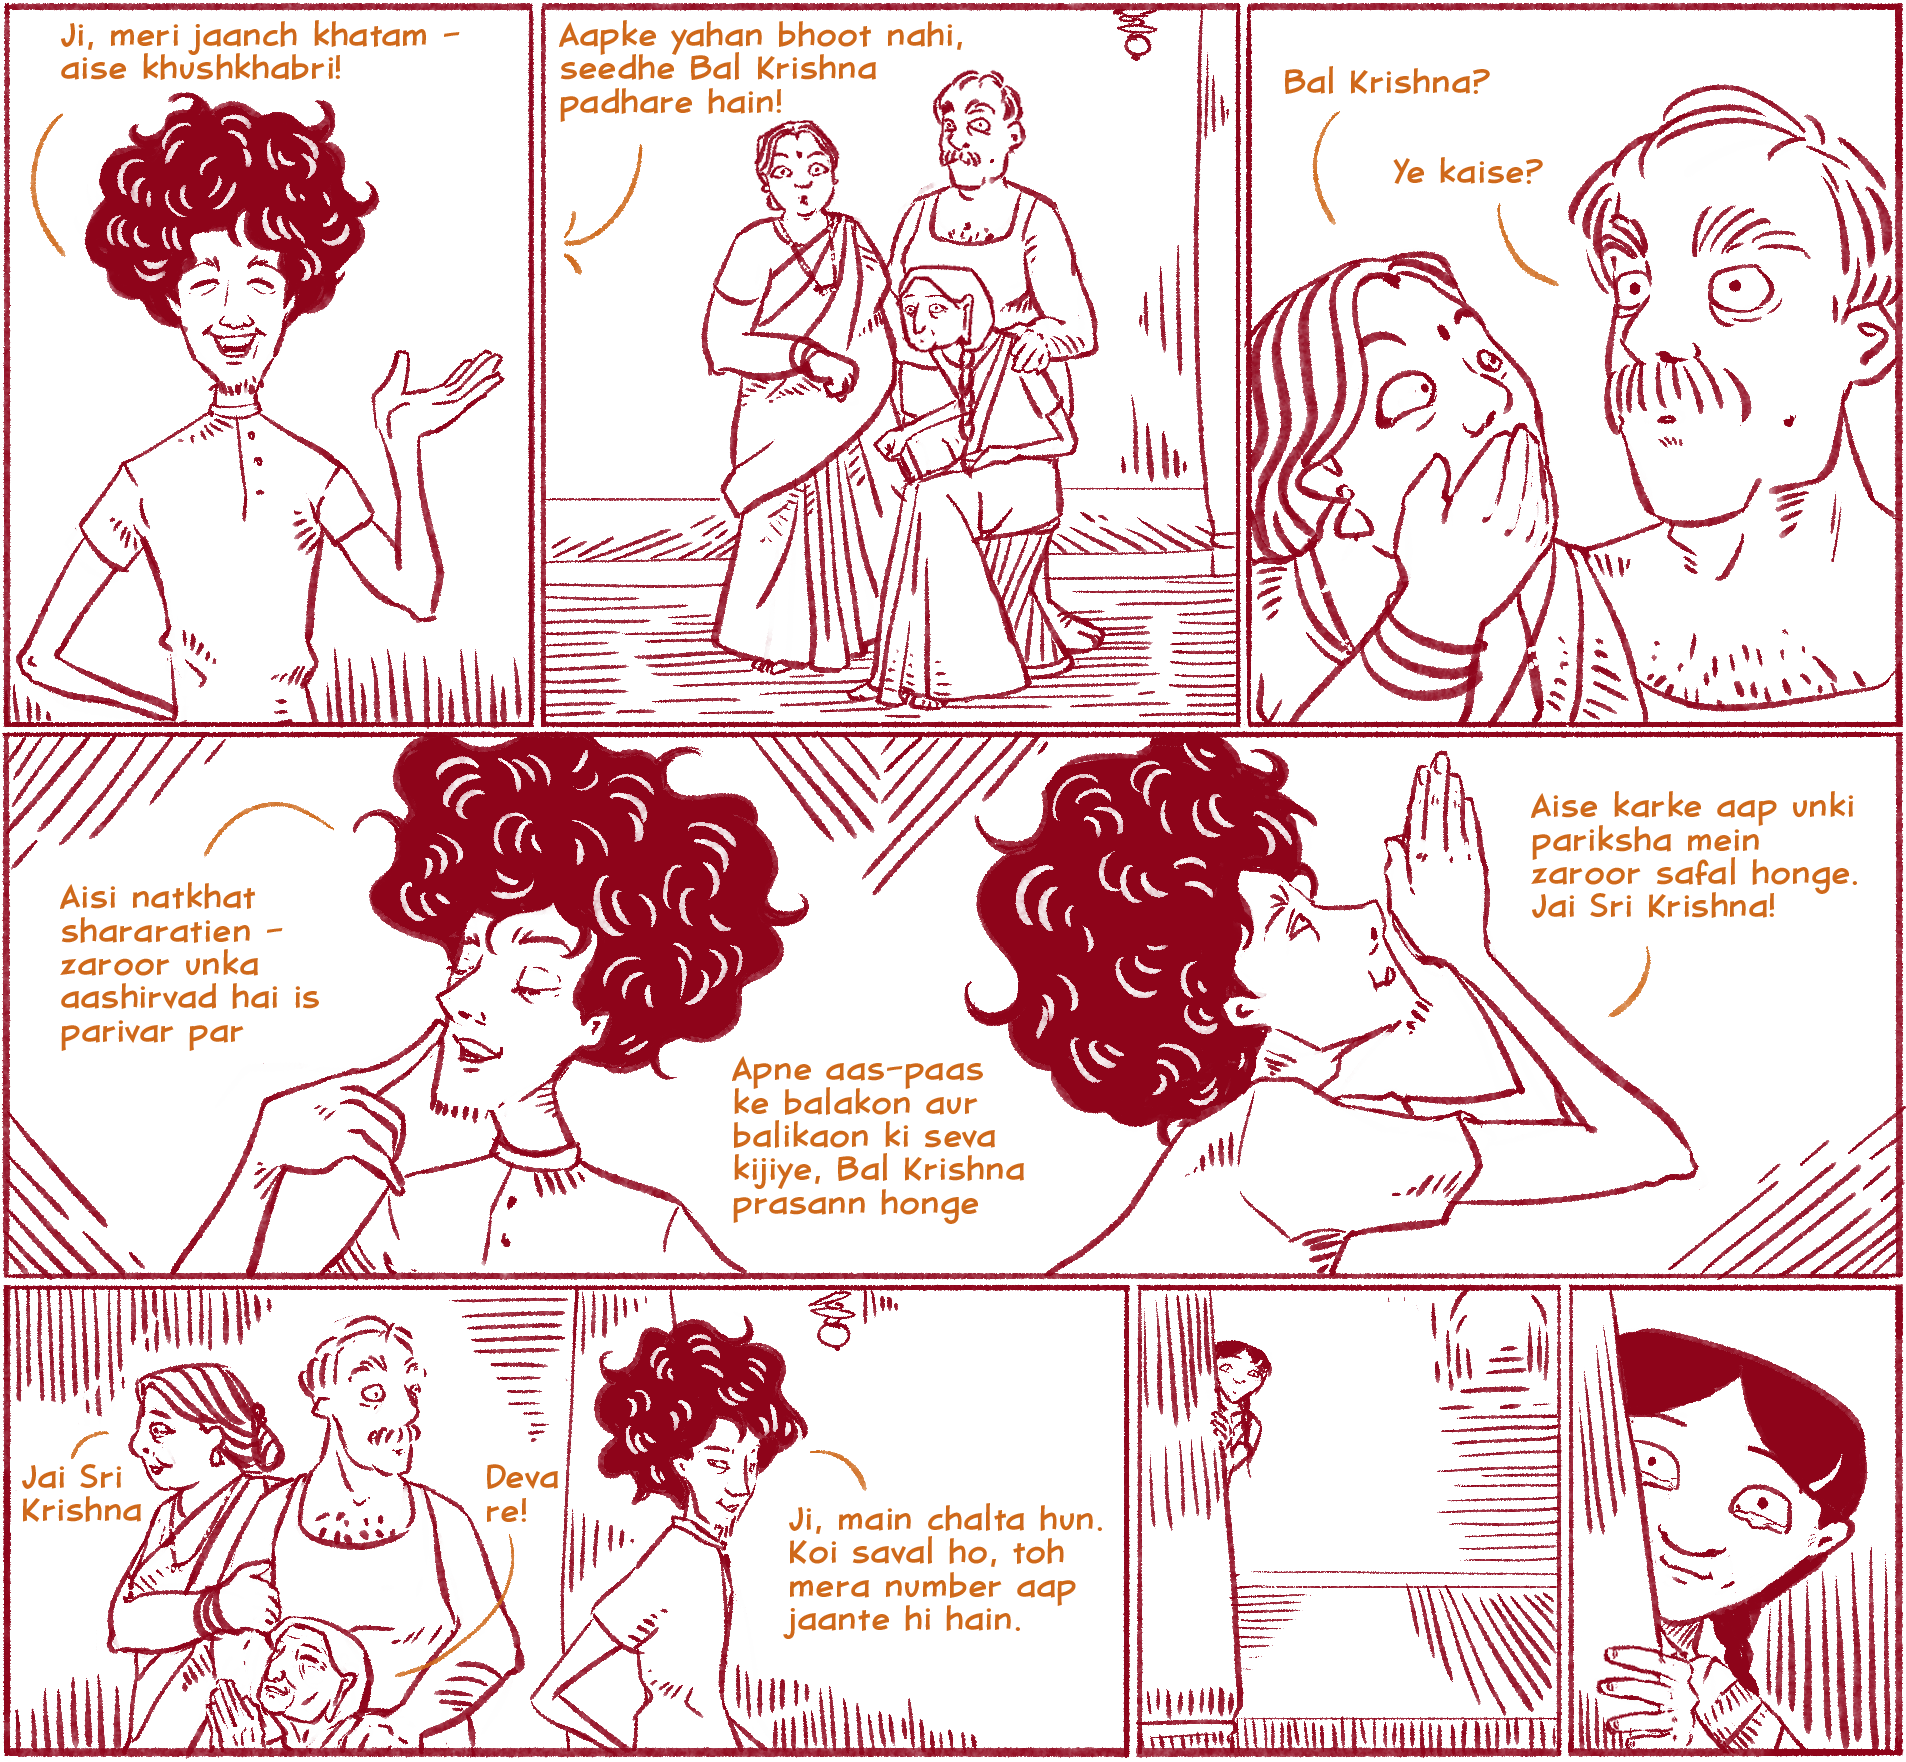 Ji, meri jaanch khatam -
aise khushkhabri!
Aapke yahan bhoot nahi,
seedhe Bal Krishna
padhare hain!
Bal Krishna?
Ye kaise?
Aisi natkhat
shararatien -
zaroor unka
aashirvad hai is
parivar par
Apne aas-paas
ke balakon aur
balikaon ki seva
kijiye, Bal Krishna
prasann honge
Aise karke aap unki
pariksha mein
zaroor safal honge.
Jai Sri Krishna!
Jai Sri
Krishna
Deva
re!
Ji, main chalta hun.
Koi saval ho, toh
mera number aap
jaante hi hain.